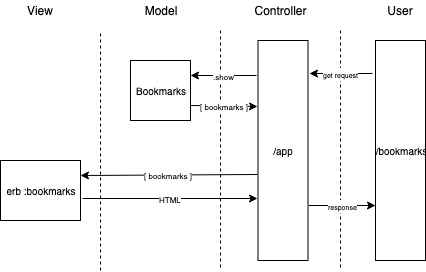 View Model Controller User
.show
get request
Bookmarks
[ bookmarks ]
/app
/bookmarks
[ bookmarks ]
erb :bookmarks
HTML
response